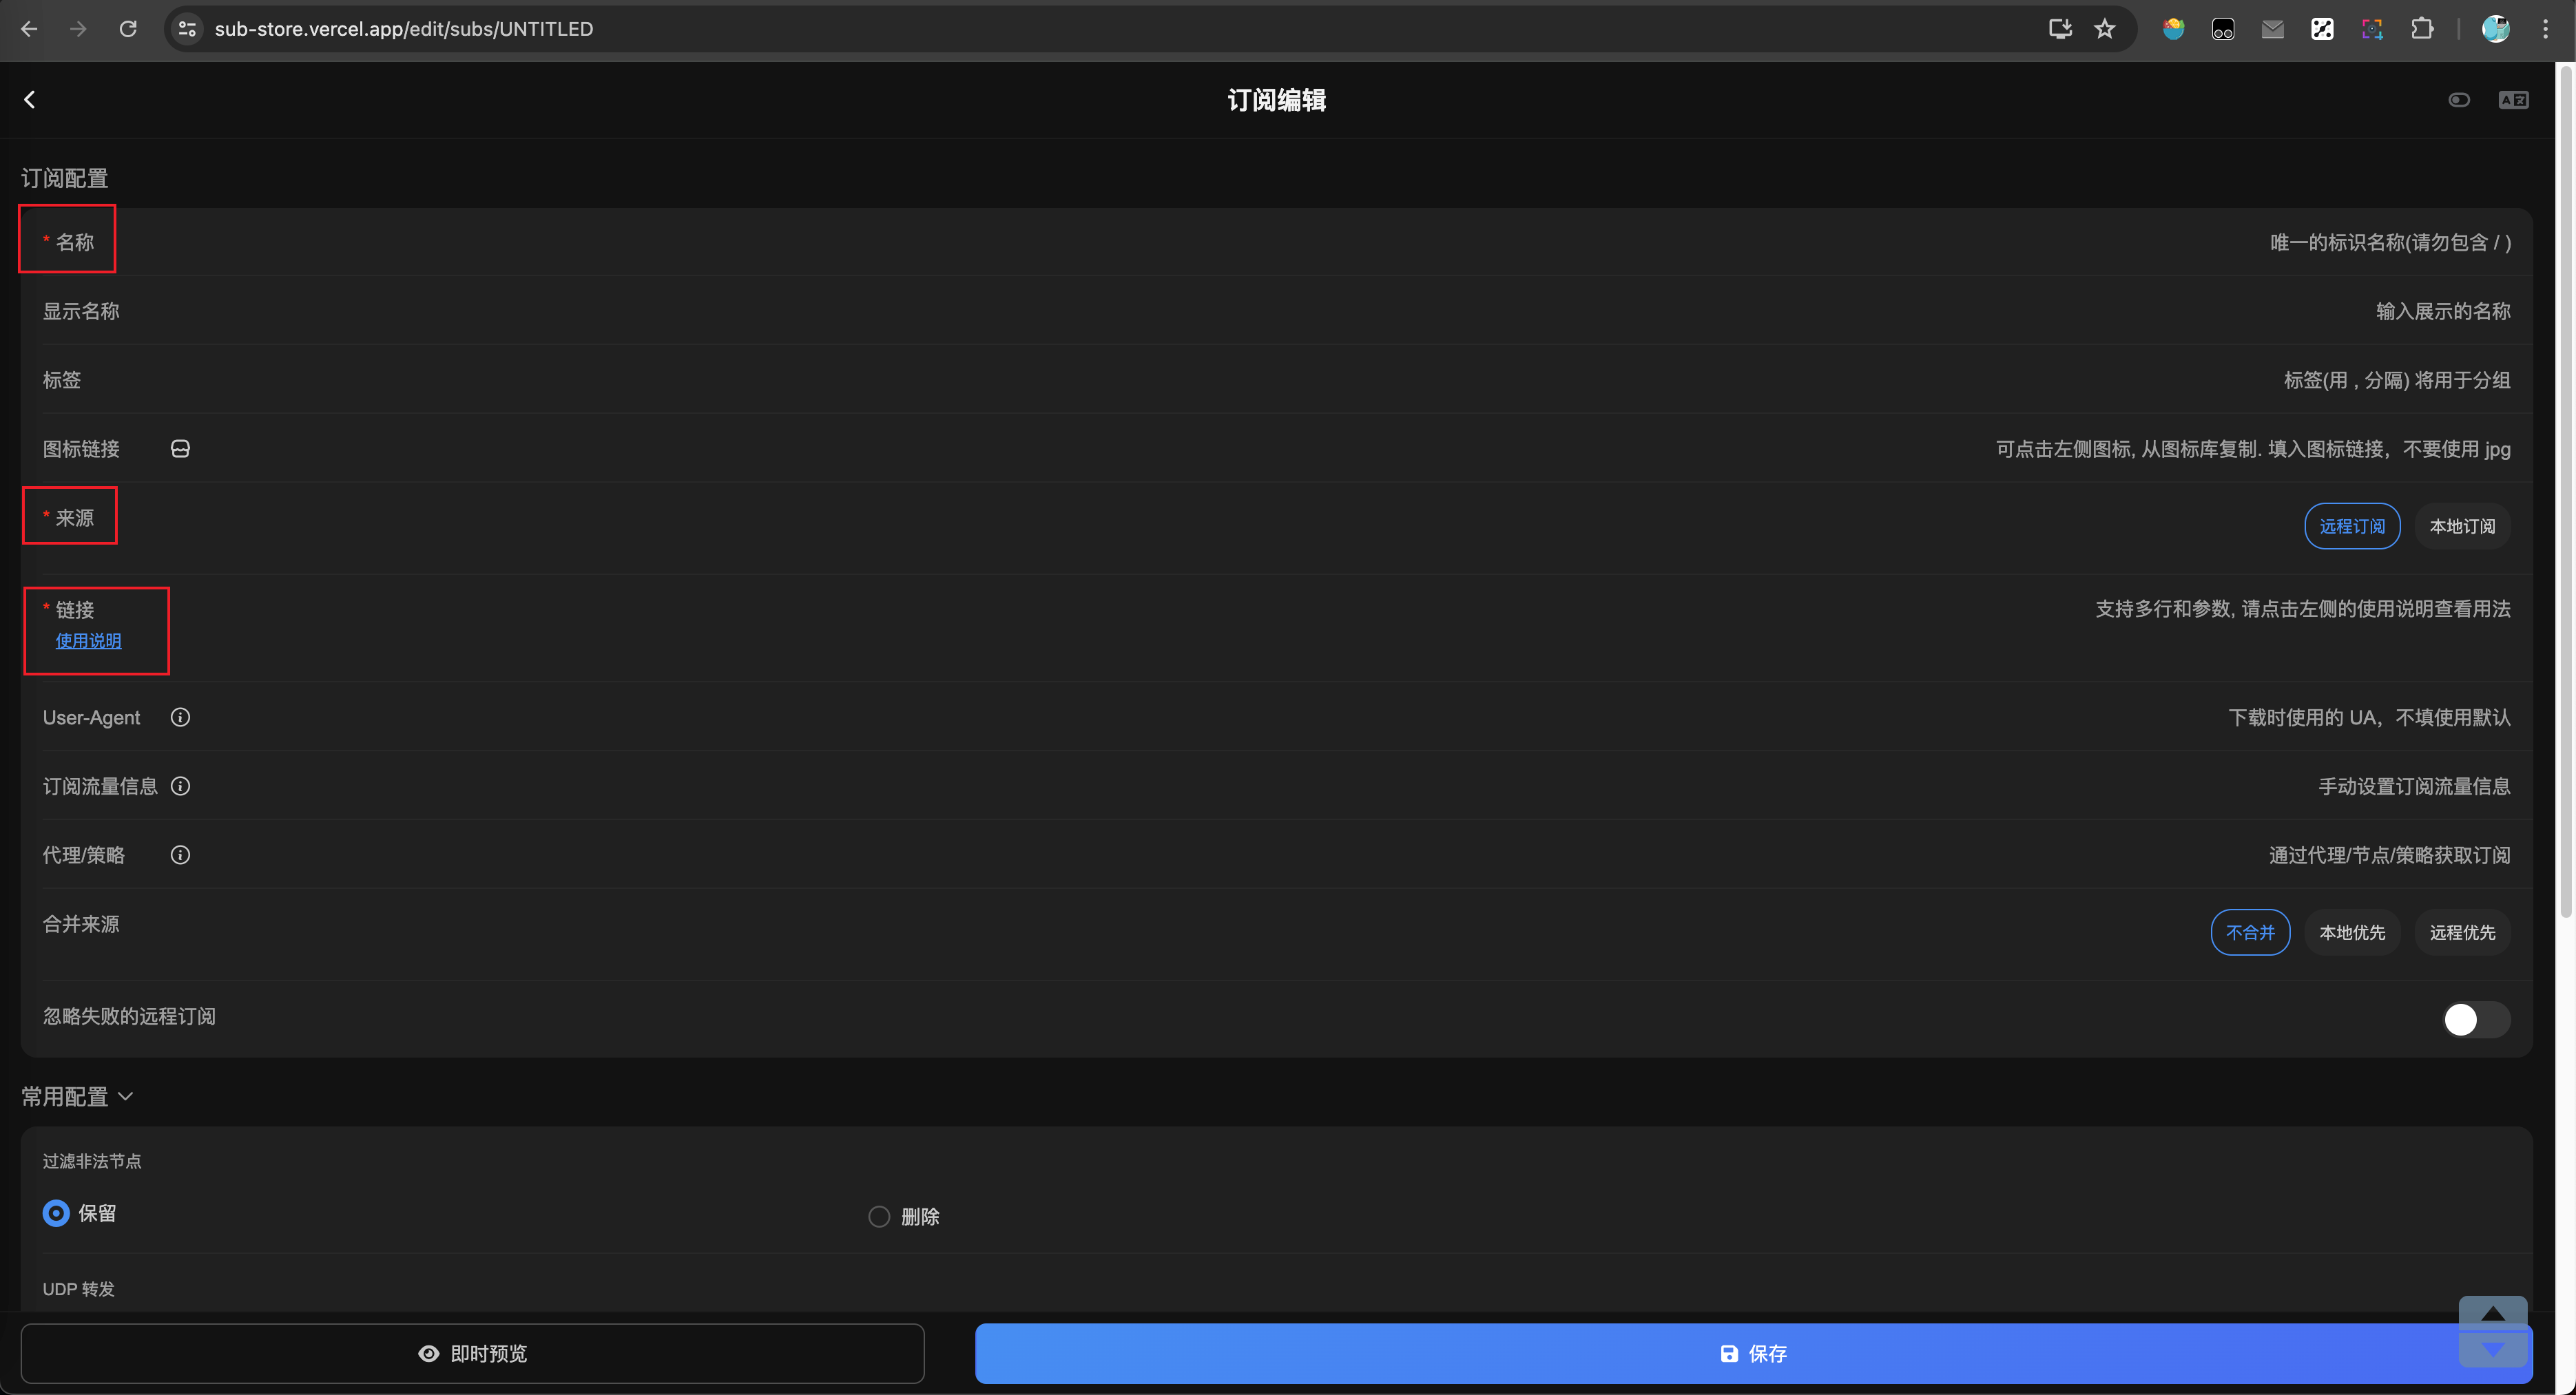 sub-store.vercel.app/edit/subs/UNTITLED
订阅编辑
A 文
订阅配置
* 名称
唯一的标识名称(请勿包含 / )
显示名称
输入展示的名称
标签
标签(用 , 分隔) 将用于分组
图标链接
可点击左侧图标, 从图标库复制. 填入图标链接，不要使用 jpg
* 来源
远程订阅
本地订阅
* 链接
支持多行和参数, 请点击左侧的使用说明查看用法
使用说明
User-Agent
下载时使用的 UA，不填使用默认
订阅流量信息
手动设置订阅流量信息
代理/策略
通过代理/节点/策略获取订阅
合并来源
不合并
本地优先
远程优先
忽略失败的远程订阅
常用配置
过滤非法节点
保留
删除
UDP 转发
即时预览
保存